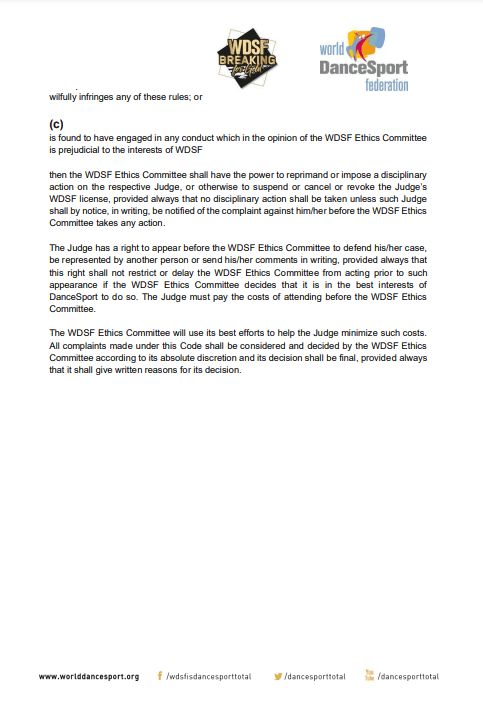 WDSF
BREAKING
for Gold
world
DanceSport
federation
wilfully infringes any of these rules; or
(c)
is found to have engaged in any conduct which in the opinion of the WDSF Ethics Committee
is prejudicial to the interests of WDSF
then the WDSF Ethics Committee shall have the power to reprimand or impose a disciplinary
action on the respective Judge, or otherwise to suspend or cancel or revoke the Judge's
WDSF license, provided always that no disciplinary action shall be taken unless such Judge
shall by notice, in writing, be notified of the complaint against him/her before the WDSF Ethics
Committee takes any action.
The Judge has a right to appear before the WDSF Ethics Committee to defend his/her case,
be represented by another person or send his/her comments in writing, provided always that
this right shall not restrict or delay the WDSF Ethics Committee from acting prior to such
appearance if the WDSF Ethics Committee decides that it is in the best interests of
DanceSport to do so. The Judge must pay the costs of attending before the WDSF Ethics
Committee.
The WDSF Ethics Committee will use its best efforts to help the Judge minimize such costs.
All complaints made under this Code shall be considered and decided by the WDSF Ethics
Committee according to its absolute discretion and its decision shall be final, provided always
that it shall give written reasons for its decision.
www.worlddancesport.org f /wdsfisdancesporttotal /dancesporttotal You Tube /dancesporttotal